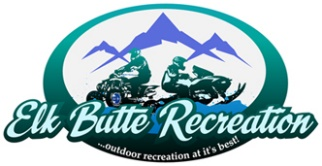 Elk Butte Recreation
...outdoor recreation at it's best!